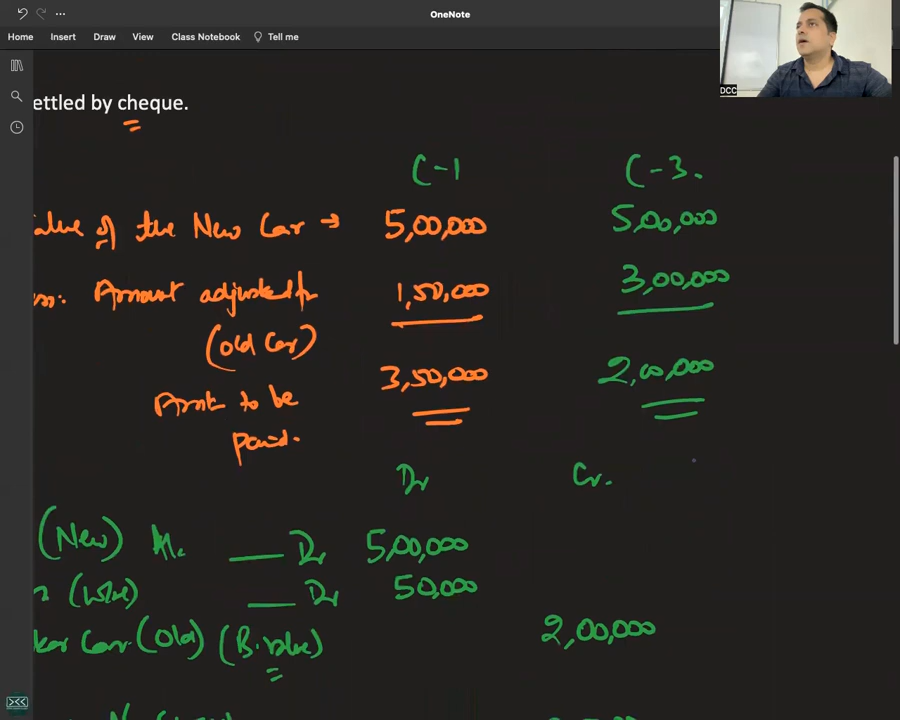 OneNote
Home Insert Draw View Class Notebook Tell me
DCC
ettled by cheque.
C-1 C-3.
alue of the New Car → 5,00,000 5,00,000
Amount adjusted for 1,50,000 3,00,000
(Old Car)
Amt to be 3,50,000 2,00,000
paid.
Dr Cr.
(New) A/c. Dr 5,00,000
Dr 50,000
Car (Old) (B. Value) 2,00,000